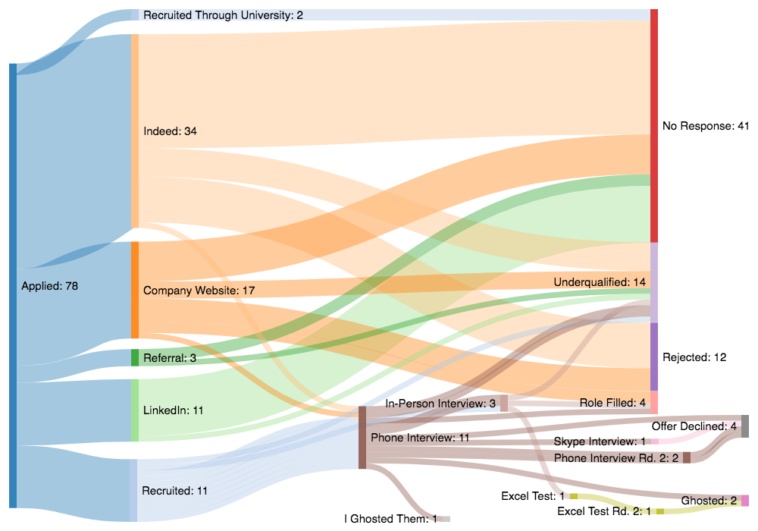 Recruited Through University: 2
No Response: 41
Indeed: 34
Applied: 78
Company Website: 17
Underqualified: 14
Referral: 3
Rejected: 12
LinkedIn: 11
In-Person Interview: 3
Role Filled: 4
Phone Interview: 11
Offer Declined: 4
Skype Interview: 1
Phone Interview Rd. 2: 2
Recruited: 11
Excel Test: 1
Ghosted: 2
Excel Test Rd. 2: 1
I Ghosted Them: 1